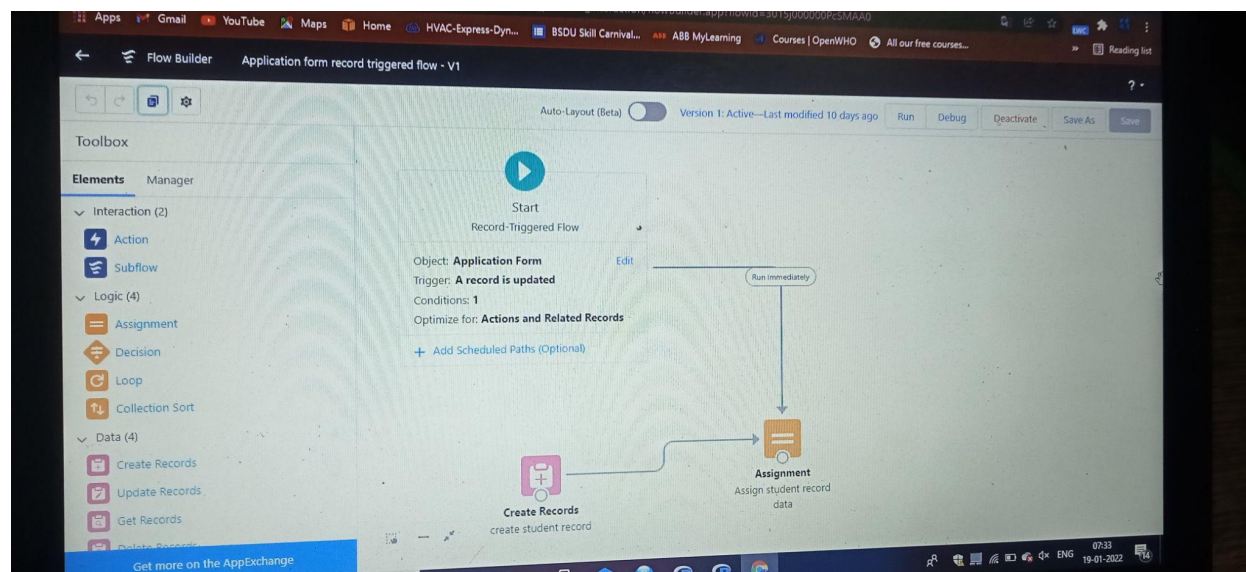 Apps
Gmail
YouTube
Maps
Home
HVAC-Express-Dyn...
BSDU Skill Carnival...
ABB MyLearning
Courses | OpenWHO
All our free courses...
LWC
»
Reading list
Flow Builder
Application form record triggered flow - V1
? 
Auto-Layout (Beta)
Version 1: Active—Last modified 10 days ago
Run
Debug
Deactivate
Save As
Save
Toolbox
Elements
Manager
Interaction (2)
Action
Subflow
Logic (4)
Assignment
Decision
Loop
Collection Sort
Data (4)
Create Records
Update Records
Get Records
Delete Records
Get more on the AppExchange
Start
Record-Triggered Flow
Object: Application Form
Edit
Trigger: A record is updated
Conditions: 1
Optimize for: Actions and Related Records
+ Add Scheduled Paths (Optional)
Run Immediately
Assignment
Assign student record
data
Create Records
create student record
ENG
07:33
19-01-2022
14